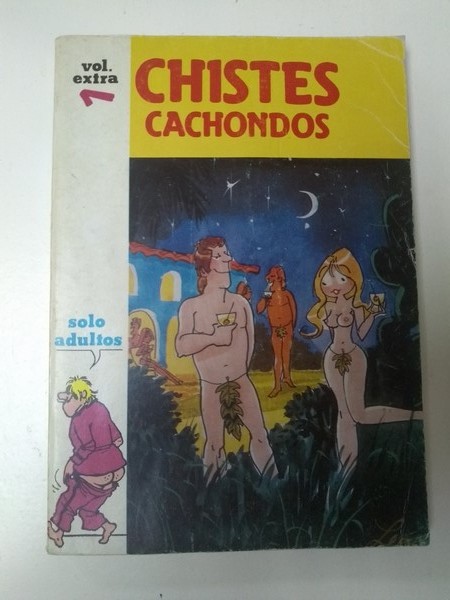 vol.
extra
1
CHISTES
CACHONDOS
solo
adultos